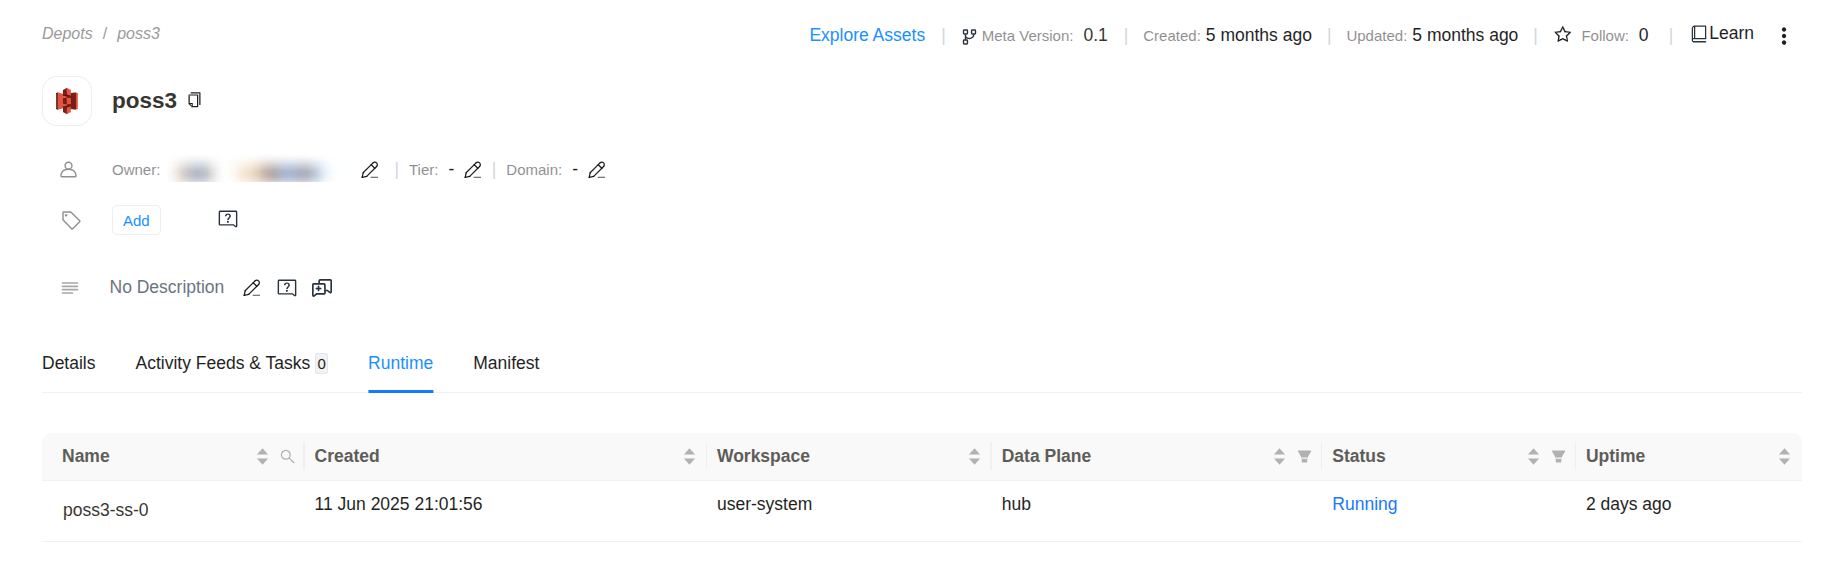 Depots / poss3
Explore Assets | Meta Version: 0.1 | Created: 5 months ago | Updated: 5 months ago | Follow: 0 | Learn
poss3
Owner: | Tier: - | Domain: -
Add
No Description
Details Activity Feeds & Tasks 0 Runtime Manifest
Name Created Workspace Data Plane Status Uptime
poss3-ss-0 11 Jun 2025 21:01:56 user-system hub Running 2 days ago